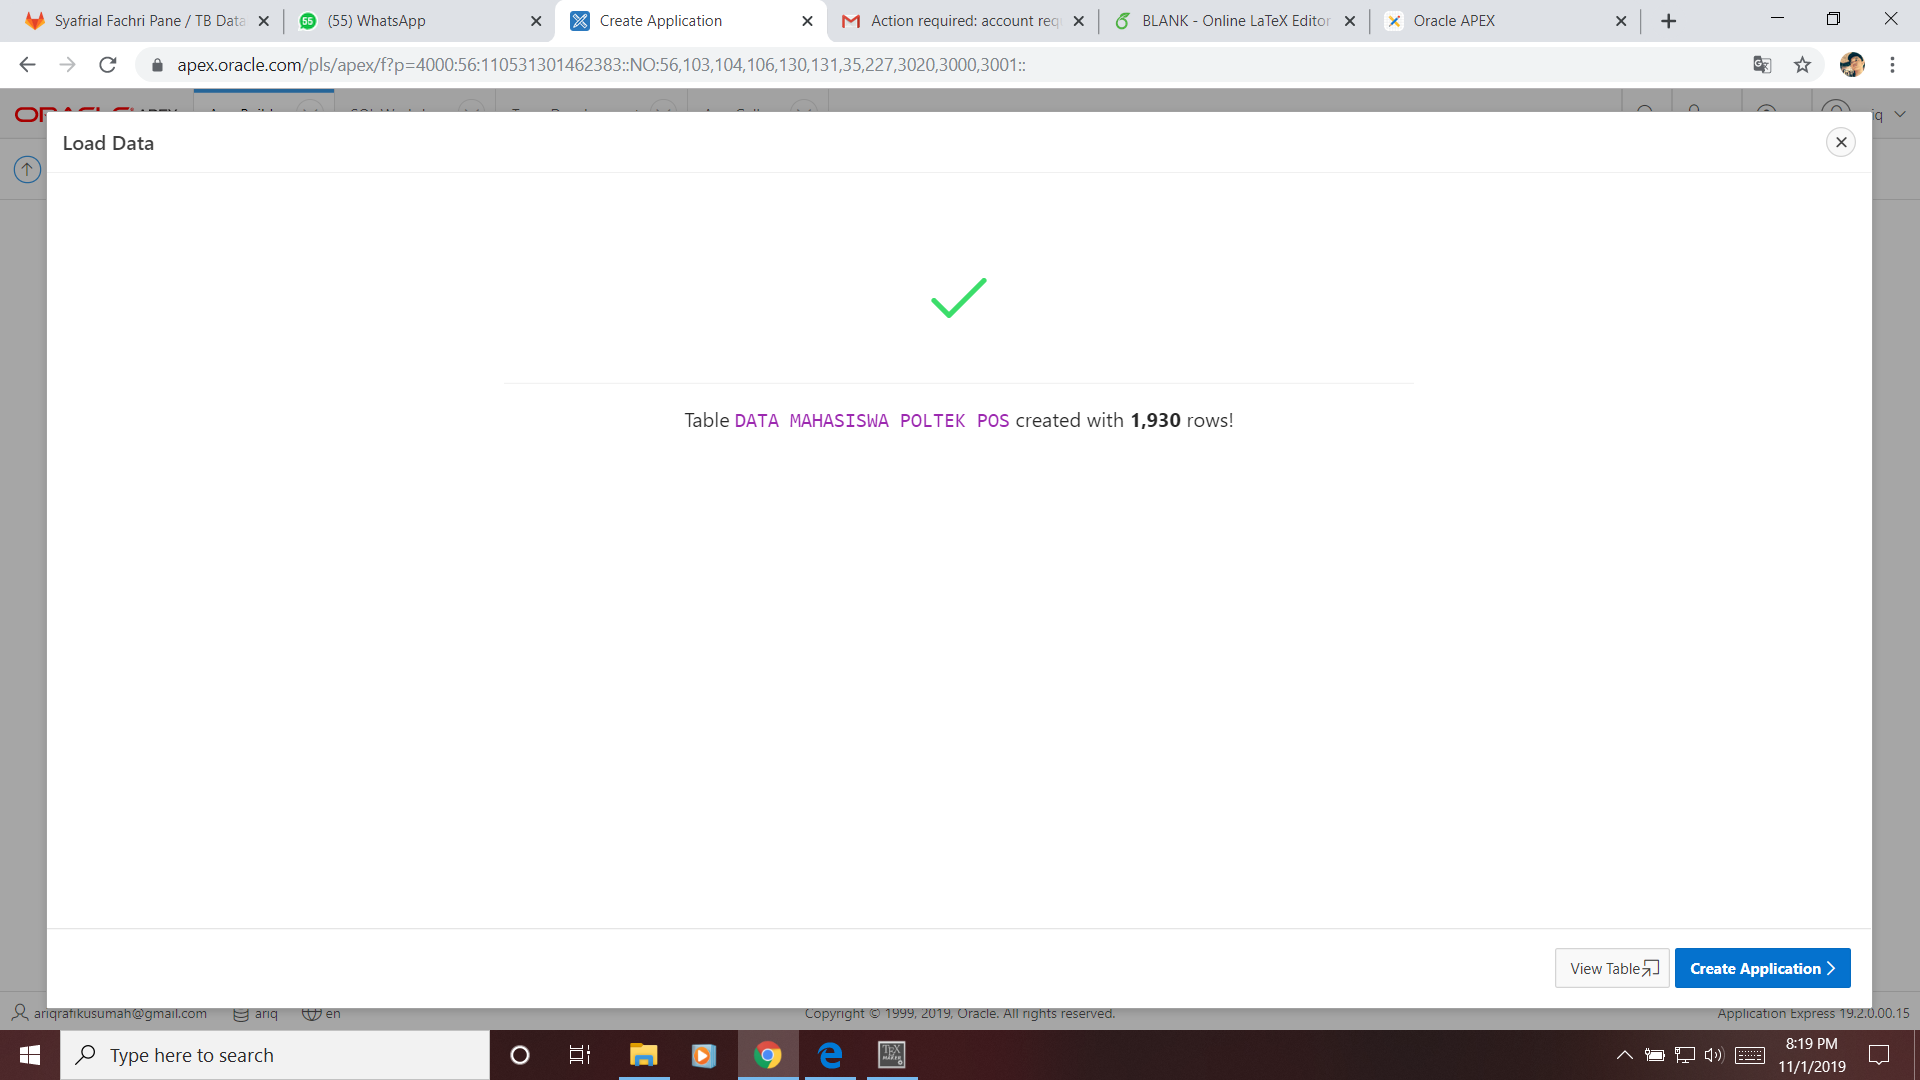 Syafrial Fachri Pane / TB Data
(55) WhatsApp
Create Application
Action required: account req
BLANK - Online LaTeX Editor
Oracle APEX
apex.oracle.com/pls/apex/f?p=4000:56:110531301462383::NO:56,103,104,106,130,131,35,227,3020,3000,3001::
Load Data
Table DATA MAHASISWA POLTEK POS created with 1,930 rows!
View Table
Create Application
ariqrafikusumah@gmail.com
ariq
en
Copyright © 1999, 2019, Oracle. All rights reserved.
Application Express 19.2.0.00.15
Type here to search
8:19 PM
11/1/2019